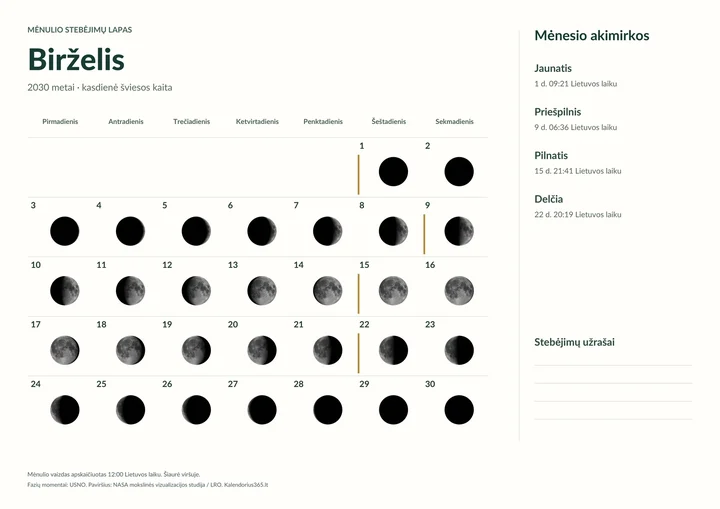 MĖNULIO STEBĖJIMŲ LAPAS
Birželis
2030 metai · kasdienė šviesos kaita
Pirmadienis Antradienis Trečiadienis Ketvirtadienis Penktadienis Šeštadienis Sekmadienis
1 2
3 4 5 6 7 8 9
10 11 12 13 14 15 16
17 18 19 20 21 22 23
24 25 26 27 28 29 30
Mėnulio vaizdas apskaičiuotas 12:00 Lietuvos laiku. Šiaurė viršuje.
Fazių momentai: USNO. Paviršius: NASA mokslinės vizualizacijos studija / LRO. Kalendorius365.lt
Mėnesio akimirkos
Jaunatis
1 d. 09:21 Lietuvos laiku
Priešpilnis
9 d. 06:36 Lietuvos laiku
Pilnatis
15 d. 21:41 Lietuvos laiku
Delčia
22 d. 20:19 Lietuvos laiku
Stebėjimų užrašai